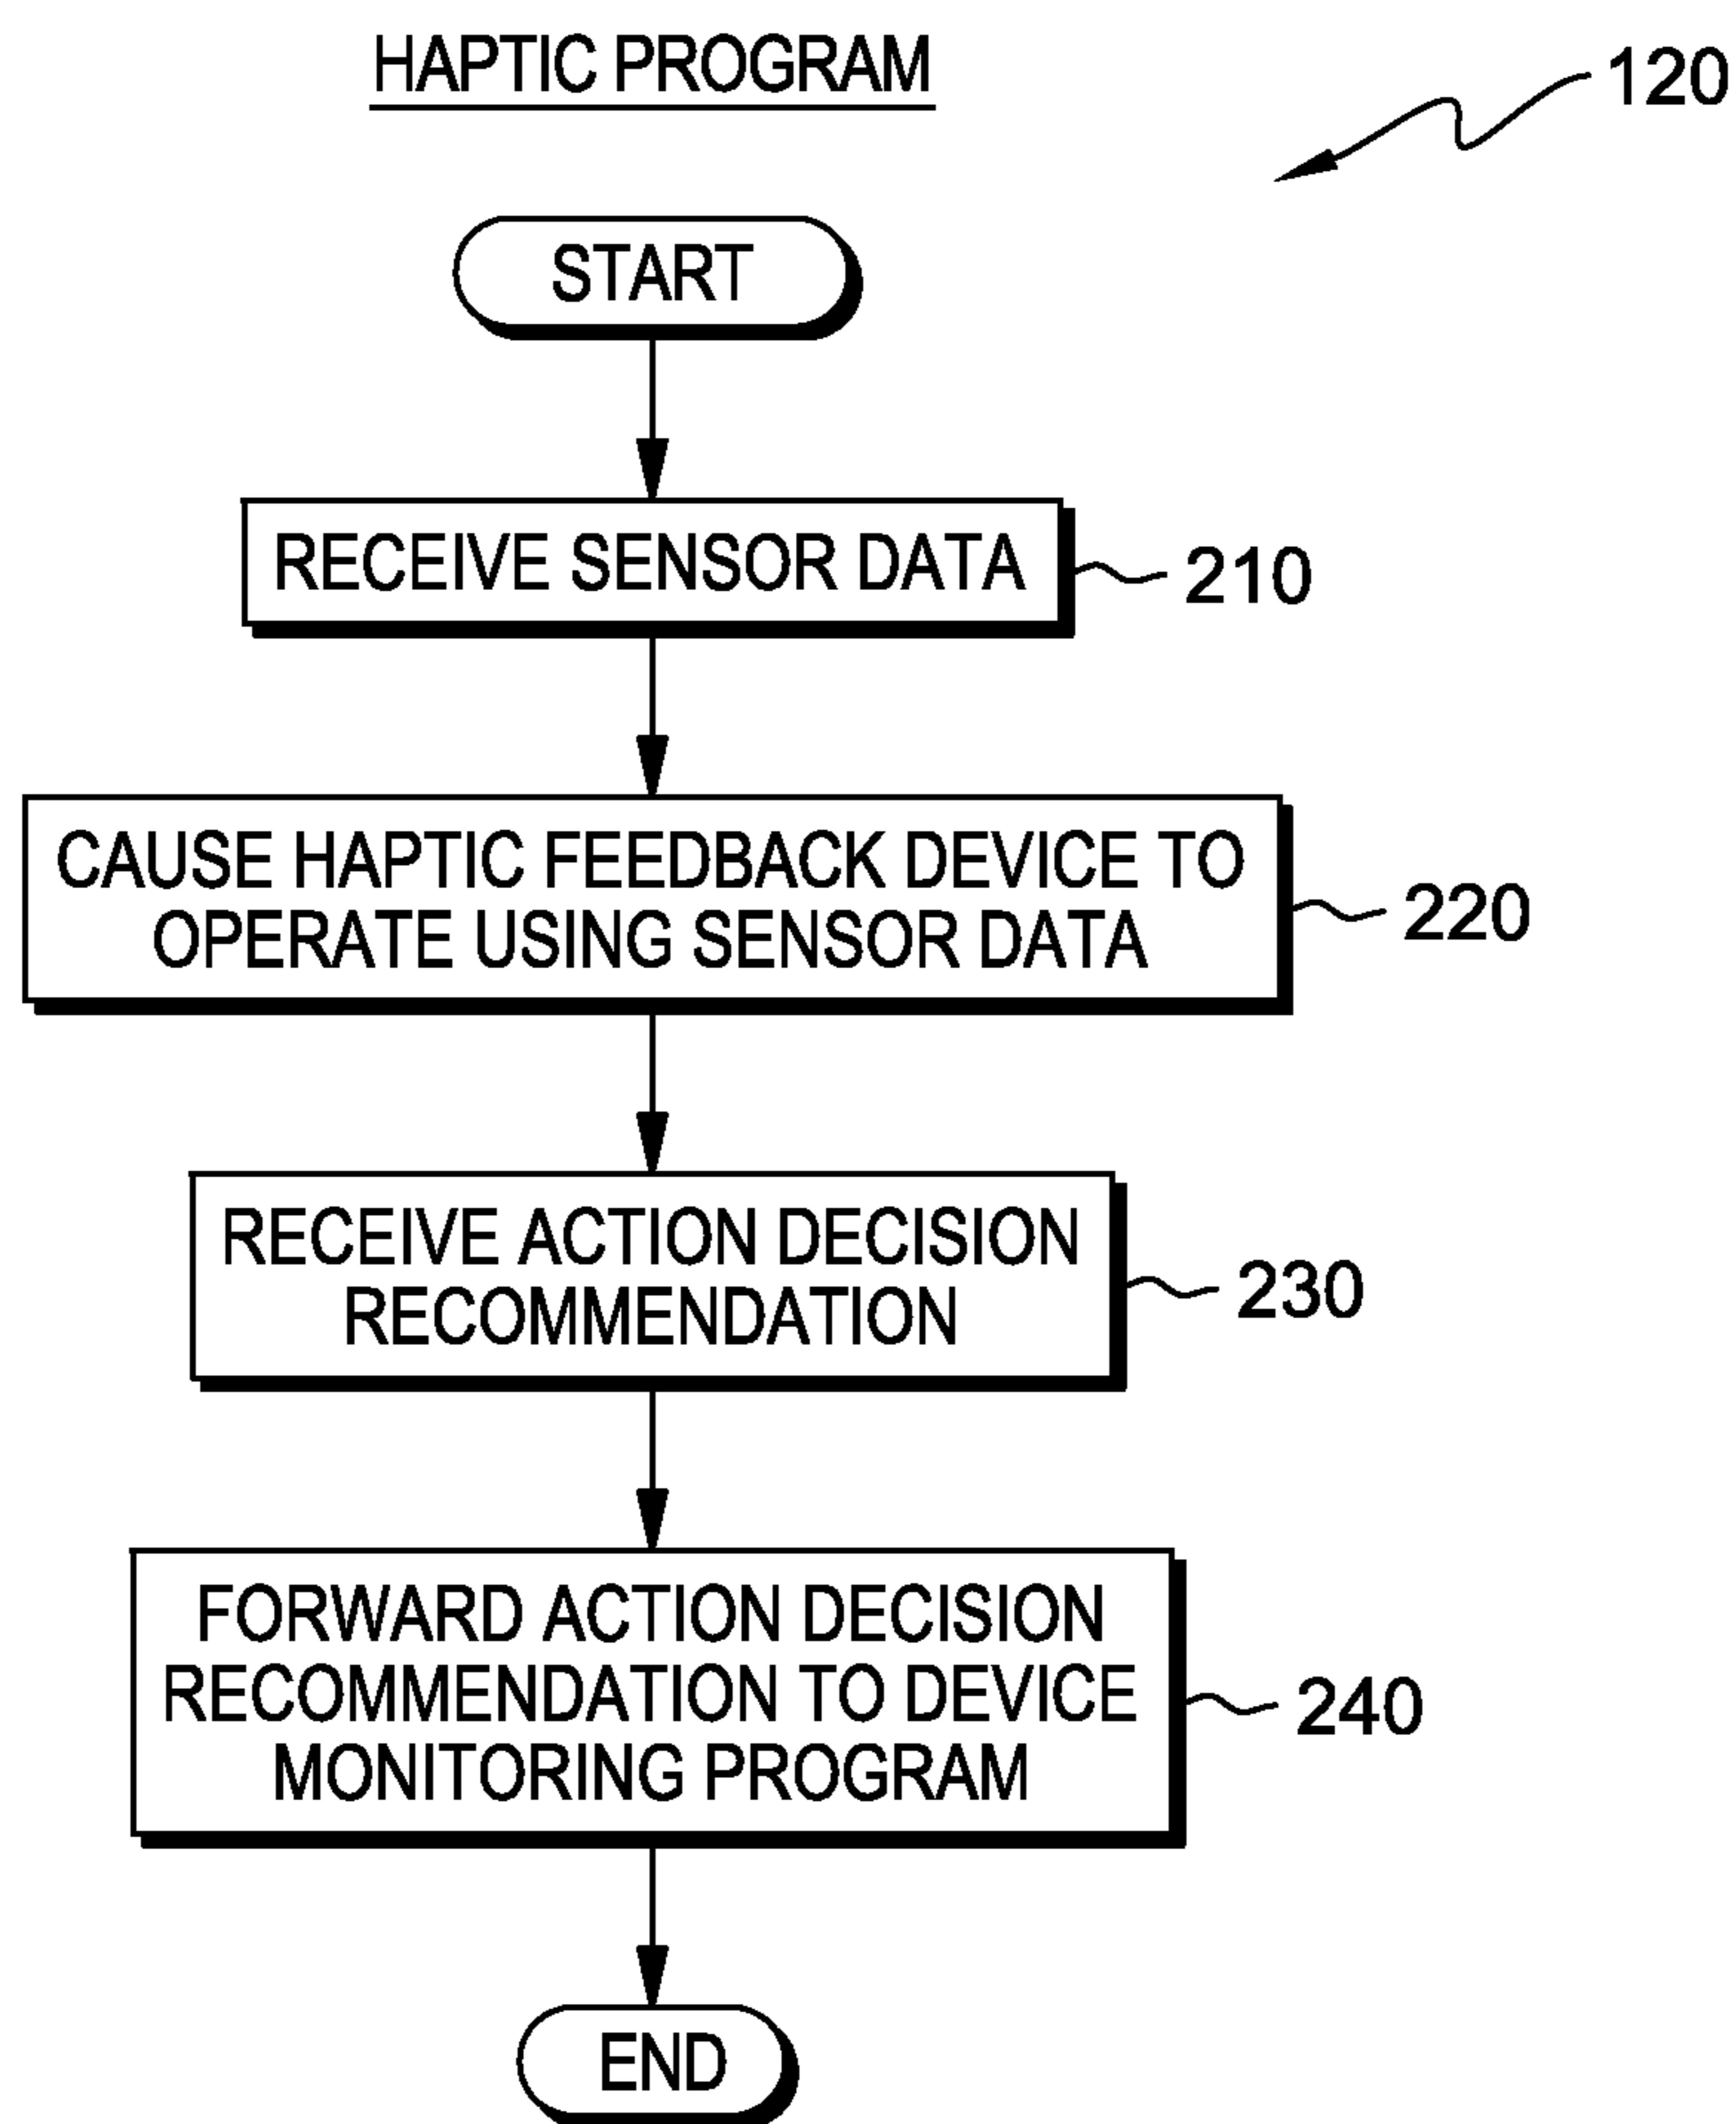 HAPTIC PROGRAM
120
START
RECEIVE SENSOR DATA
210
CAUSE HAPTIC FEEDBACK DEVICE TO
OPERATE USING SENSOR DATA
220
RECEIVE ACTION DECISION
RECOMMENDATION
230
FORWARD ACTION DECISION
RECOMMENDATION TO DEVICE
MONITORING PROGRAM
240
END